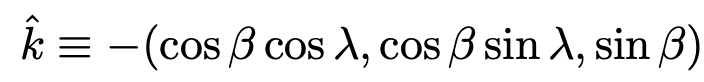 k̂ ≡ −(cos β cos λ, cos β sin λ, sin β)